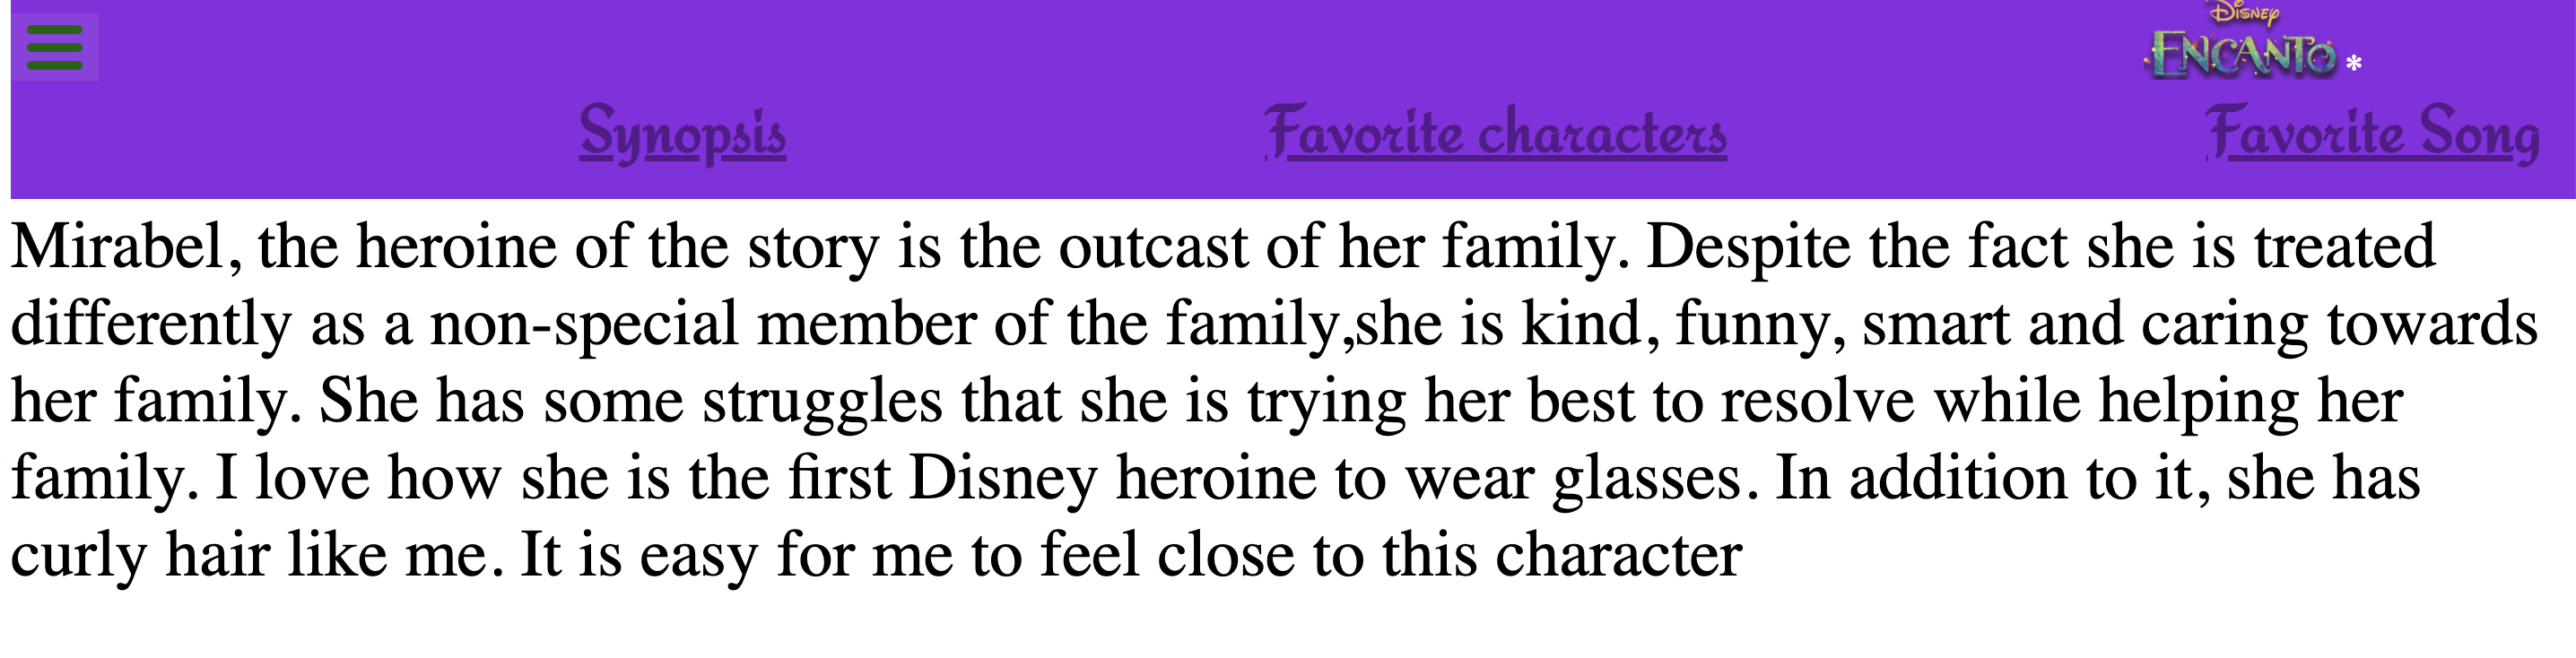 Disney
ENCANTO *
Synopsis Favorite characters Favorite Song
Mirabel, the heroine of the story is the outcast of her family. Despite the fact she is treated
differently as a non-special member of the family,she is kind, funny, smart and caring towards
her family. She has some struggles that she is trying her best to resolve while helping her
family. I love how she is the first Disney heroine to wear glasses. In addition to it, she has
curly hair like me. It is easy for me to feel close to this character